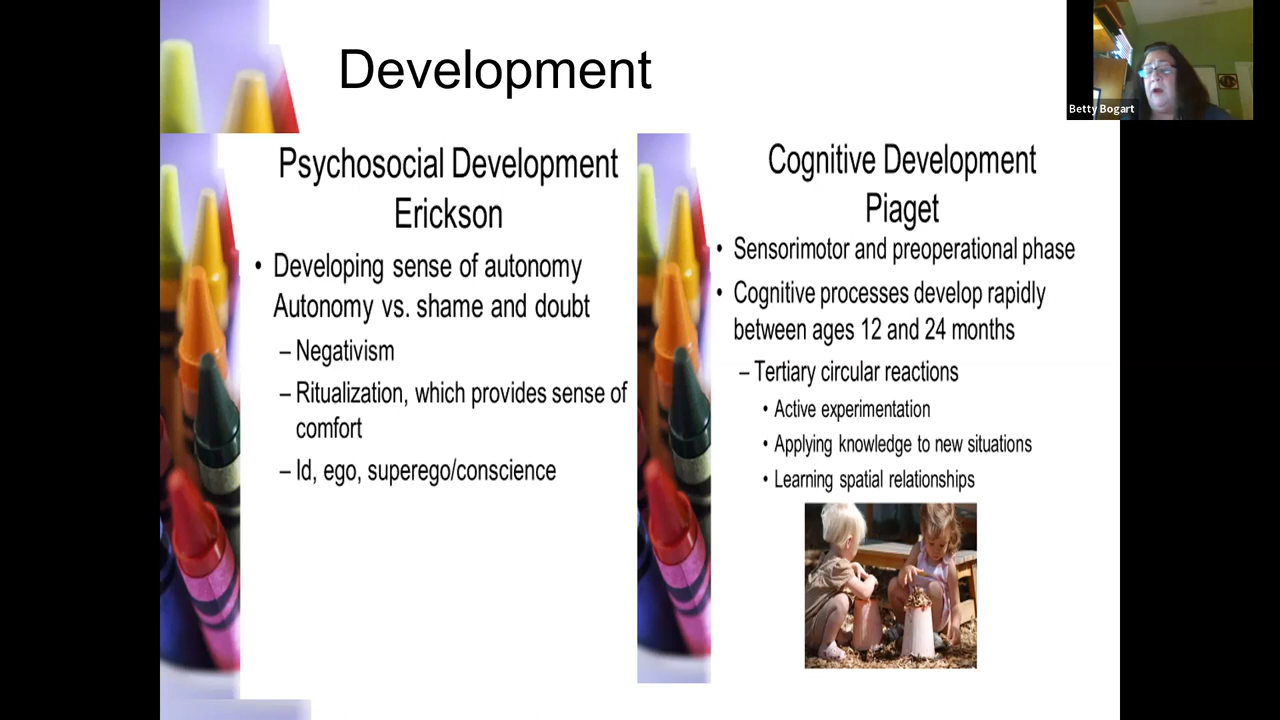 Development
Betty Bogart
Psychosocial Development
Erickson
• Developing sense of autonomy
Autonomy vs. shame and doubt
– Negativism
– Ritualization, which provides sense of
comfort
– Id, ego, superego/conscience
Cognitive Development
Piaget
• Sensorimotor and preoperational phase
• Cognitive processes develop rapidly
between ages 12 and 24 months
– Tertiary circular reactions
• Active experimentation
• Applying knowledge to new situations
• Learning spatial relationships